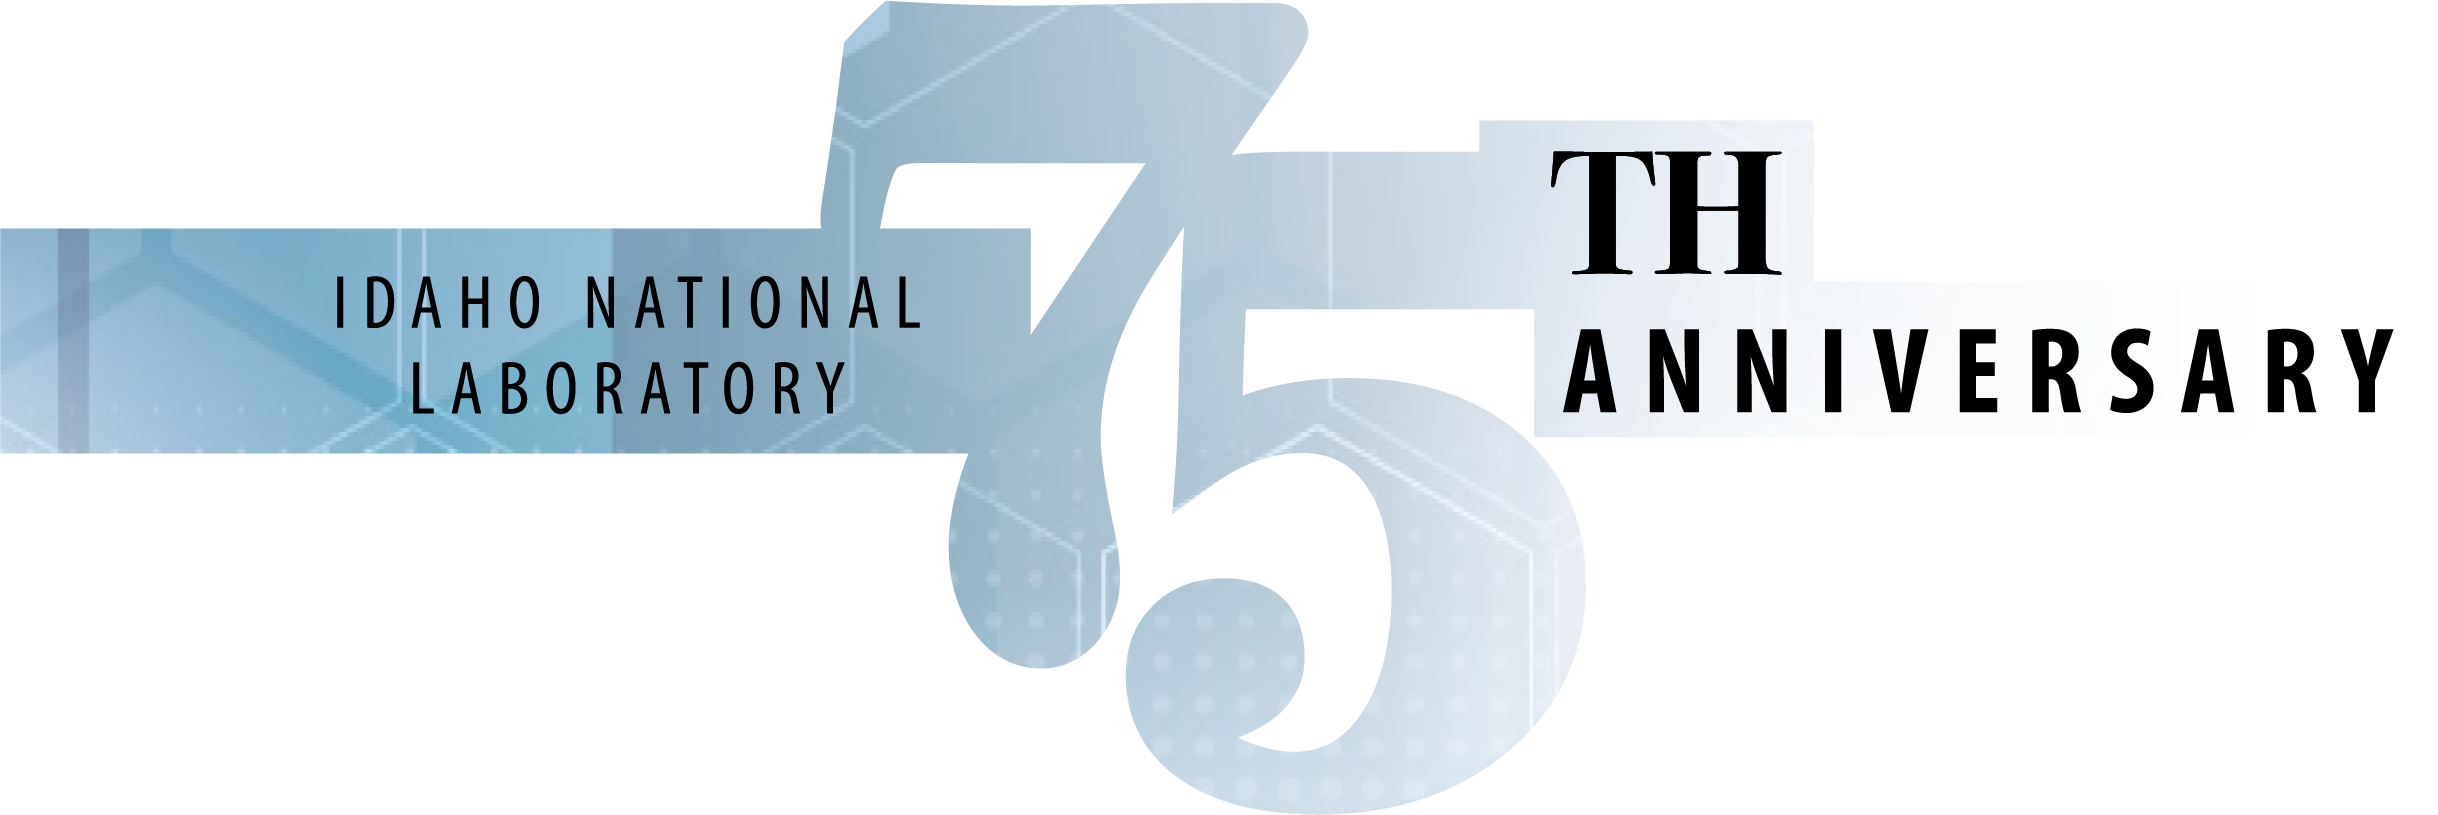 IDAHO NATIONAL
LABORATORY
75
TH
ANNIVERSARY